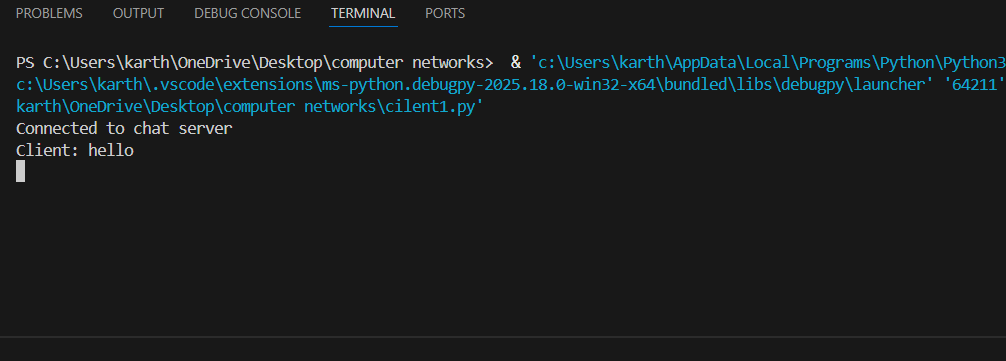 PROBLEMS OUTPUT DEBUG CONSOLE TERMINAL PORTS
PS C:\Users\karth\OneDrive\Desktop\computer networks>  & 'c:\Users\karth\AppData\Local\Programs\Python\Python3
c:\Users\karth\.vscode\extensions\ms-python.debugpy-2025.18.0-win32-x64\bundled\libs\debugpy\launcher' '64211'
karth\OneDrive\Desktop\computer networks\cilent1.py'
Connected to chat server
Client: hello